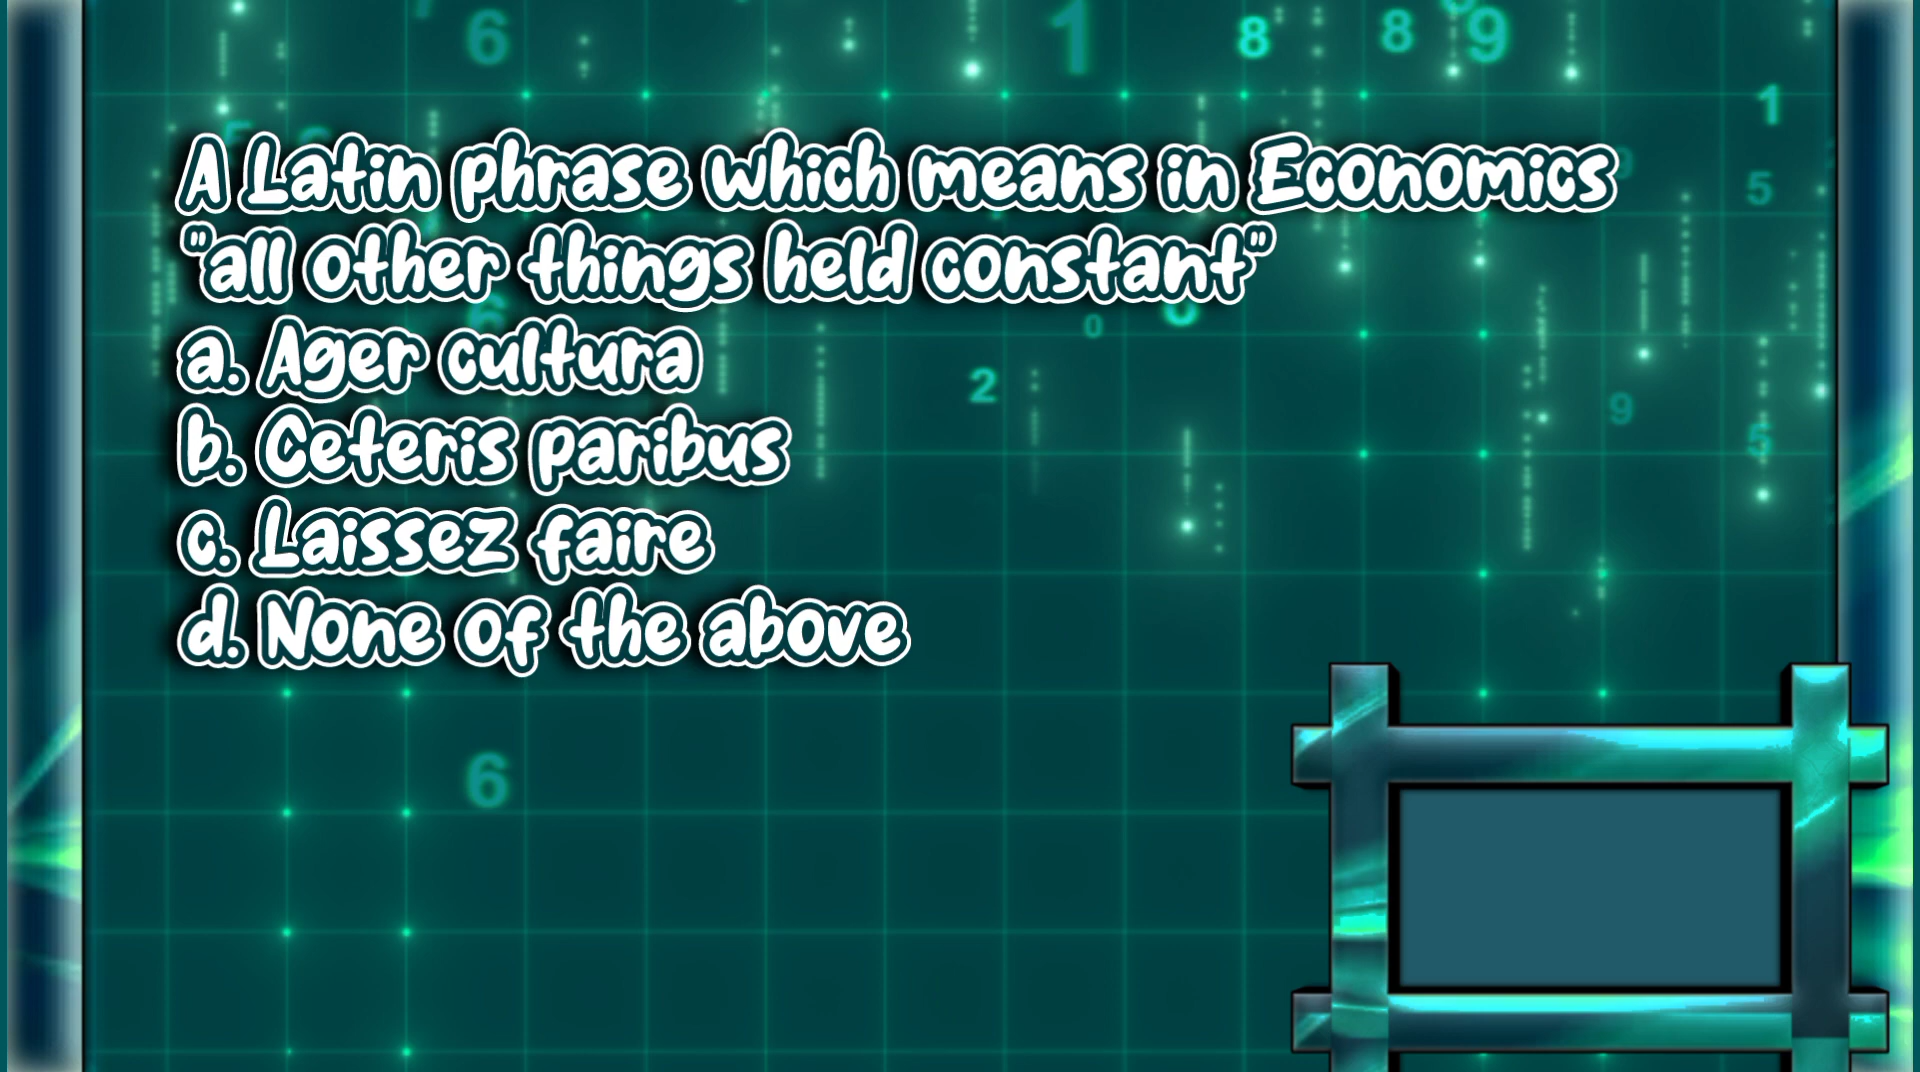 A Latin phrase which means in Economics
"all other things held constant"
a. Ager cultura
b. Ceteris paribus
c. Laissez faire
d. None of the above